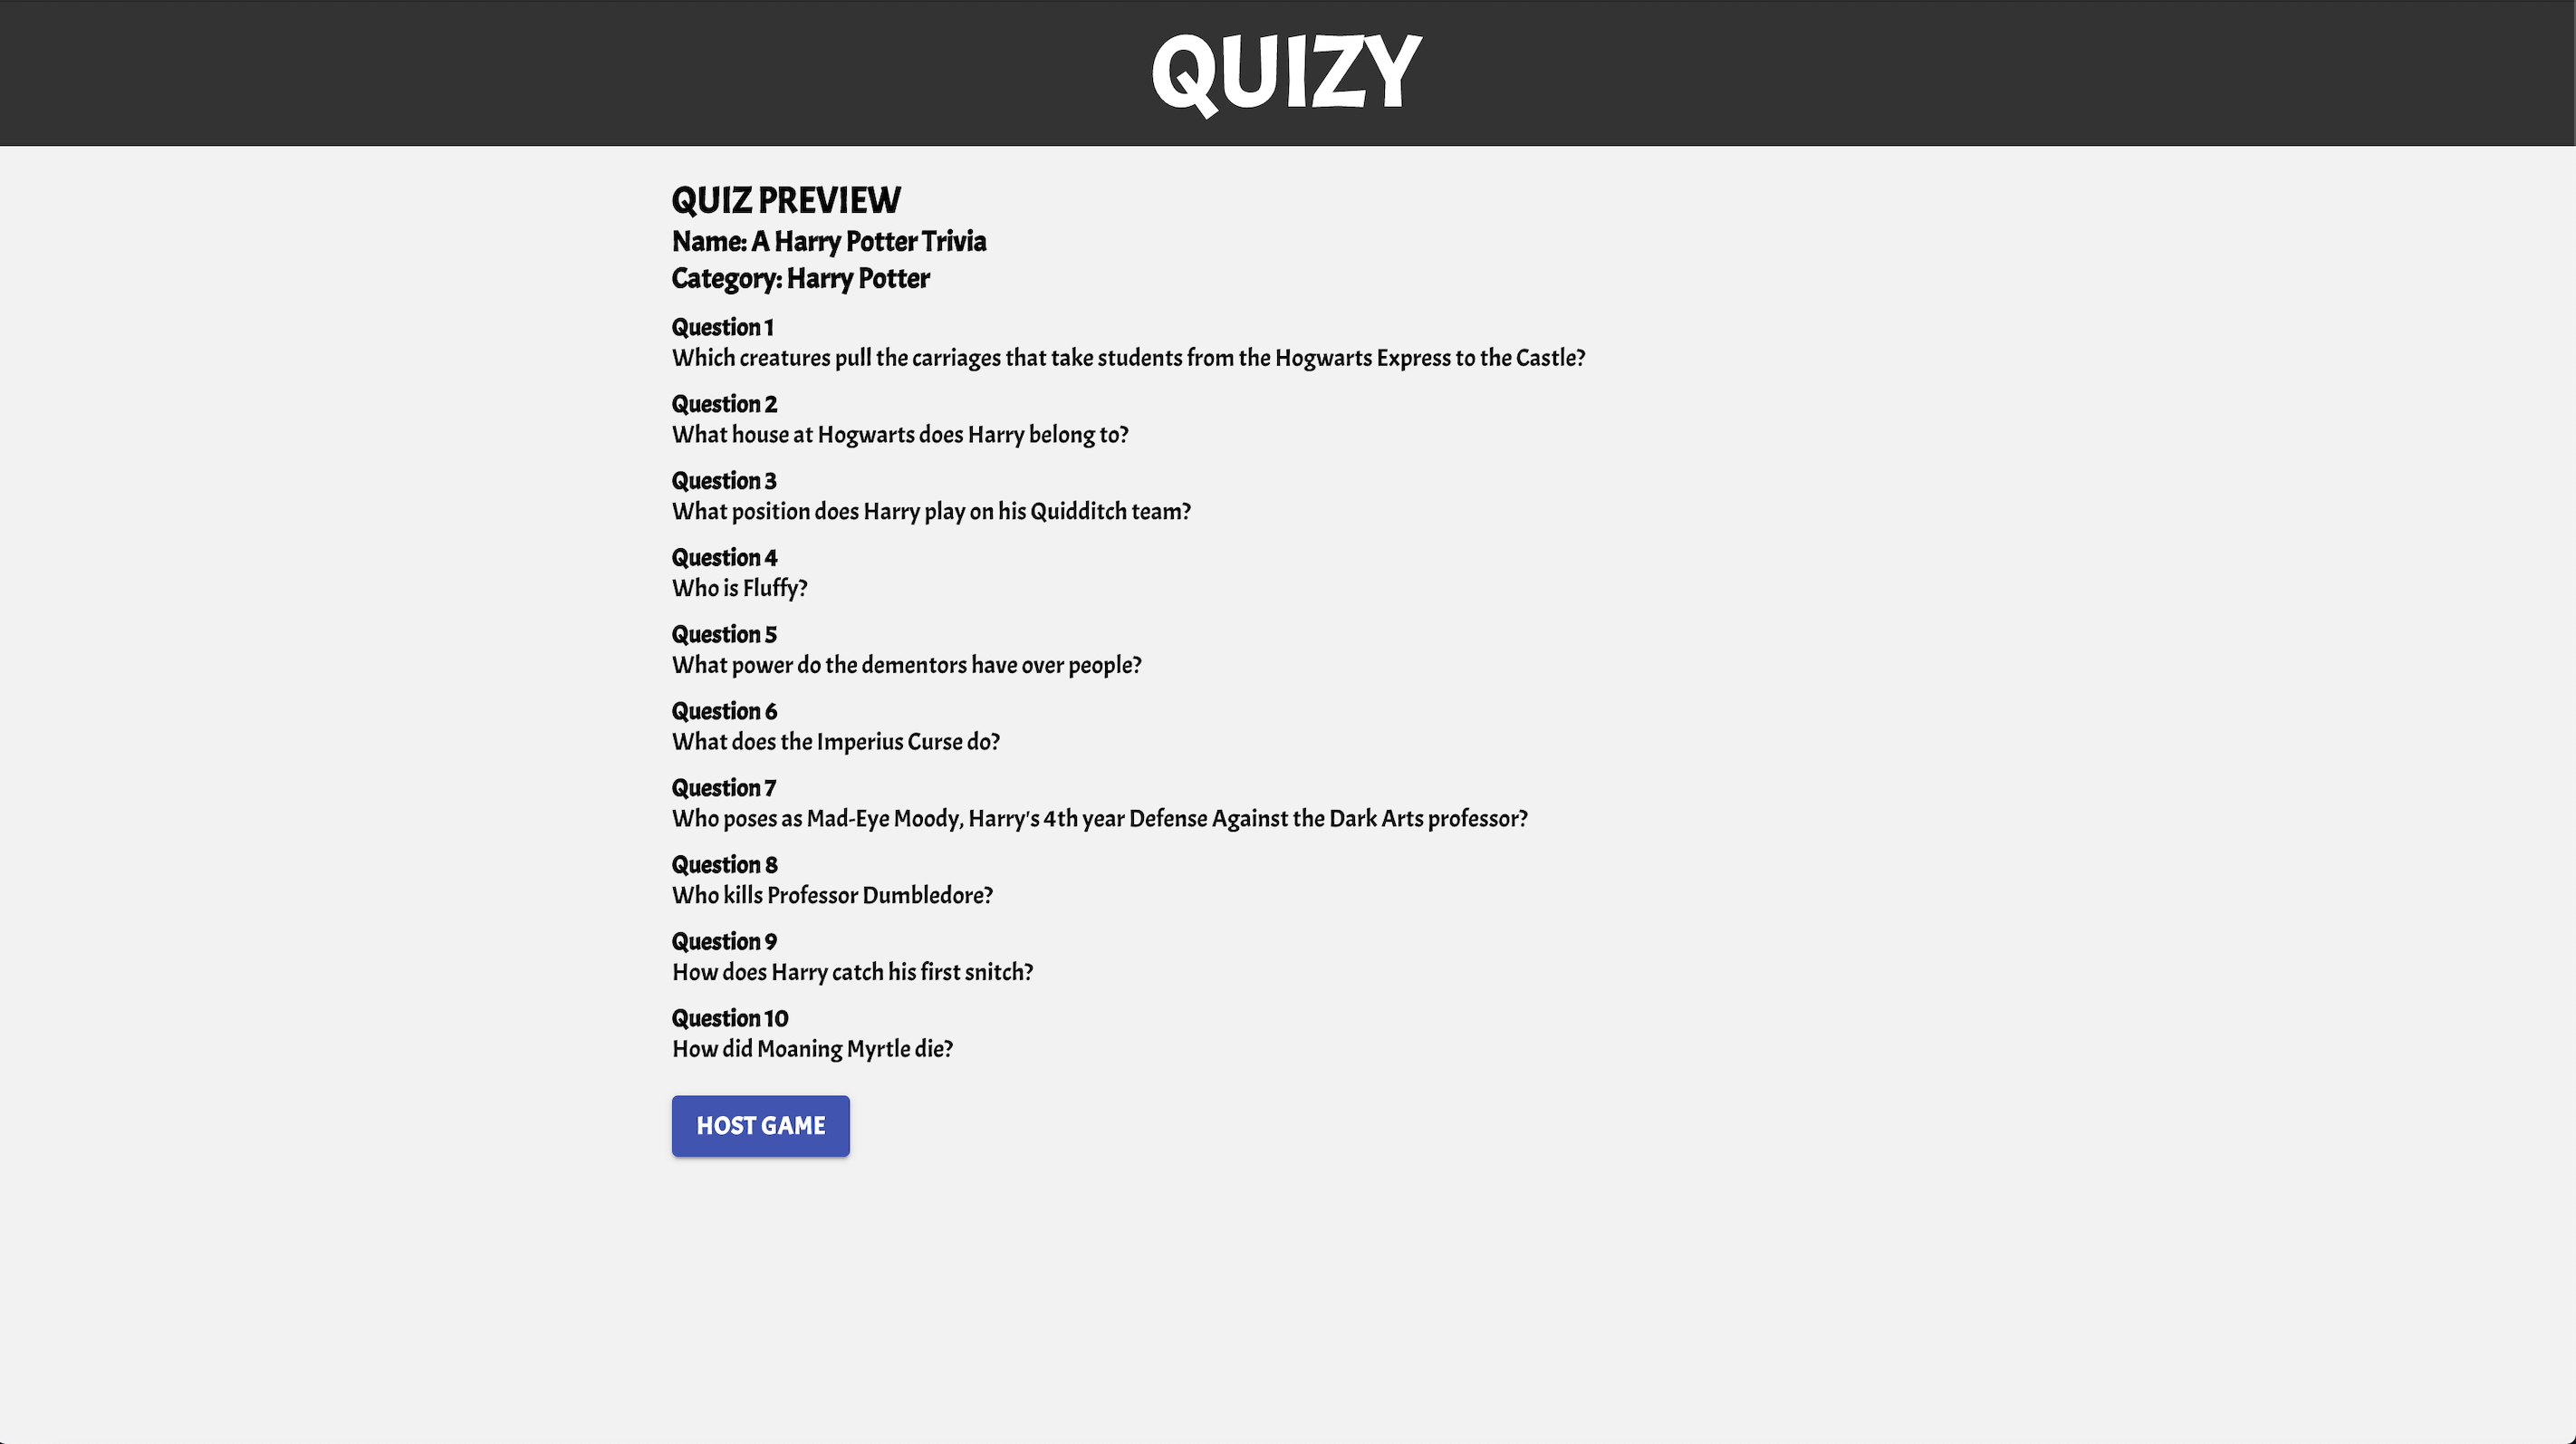 QUIZY
QUIZ PREVIEW
Name: A Harry Potter Trivia
Category: Harry Potter
Question 1
Which creatures pull the carriages that take students from the Hogwarts Express to the Castle?
Question 2
What house at Hogwarts does Harry belong to?
Question 3
What position does Harry play on his Quidditch team?
Question 4
Who is Fluffy?
Question 5
What power do the dementors have over people?
Question 6
What does the Imperius Curse do?
Question 7
Who poses as Mad-Eye Moody, Harry's 4th year Defense Against the Dark Arts professor?
Question 8
Who kills Professor Dumbledore?
Question 9
How does Harry catch his first snitch?
Question 10
How did Moaning Myrtle die?
HOST GAME